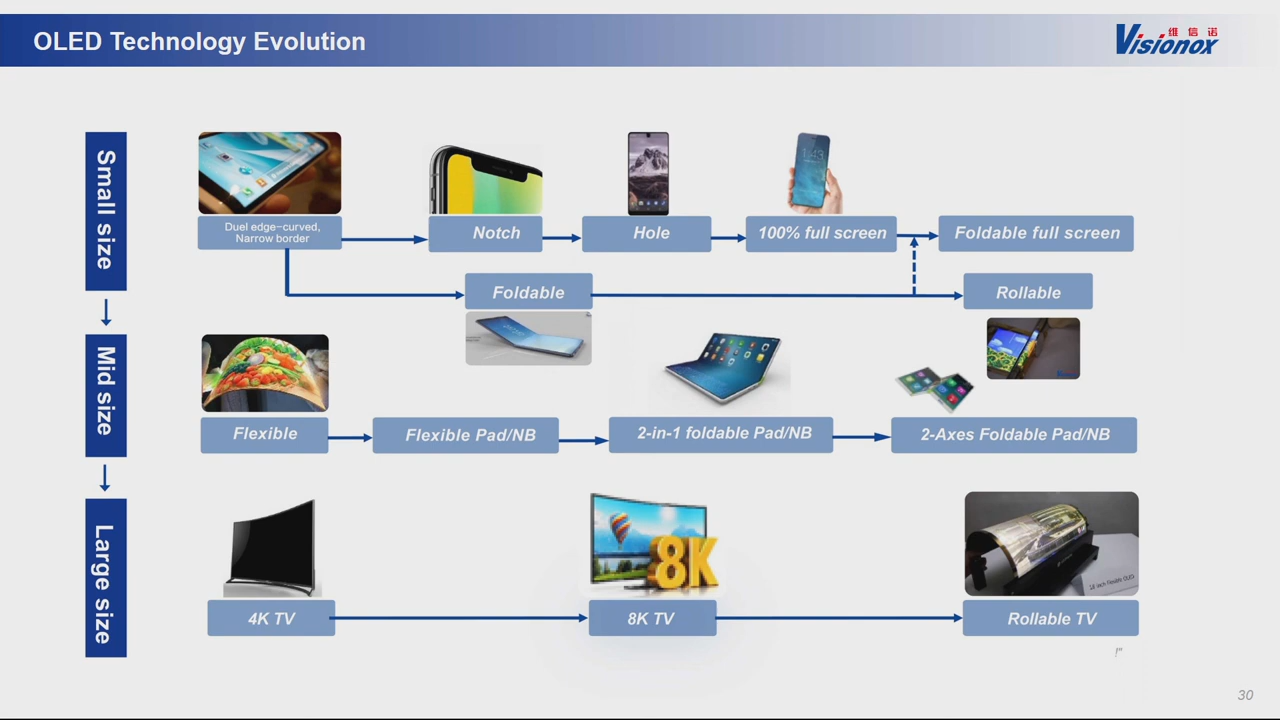 OLED Technology Evolution
维信诺
Visionox
Small size
Duel edge-curved,
Narrow border
Notch
Hole
1:43
100% full screen
Foldable full screen
Foldable
Rollable
Mid size
Flexible
Flexible Pad/NB
2-in-1 foldable Pad/NB
2-Axes Foldable Pad/NB
Large size
8K
4K TV
8K TV
Rollable TV
!"
30